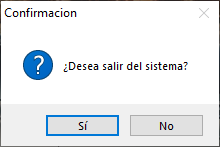 Confirmacion
¿Desea salir del sistema?
Sí
No